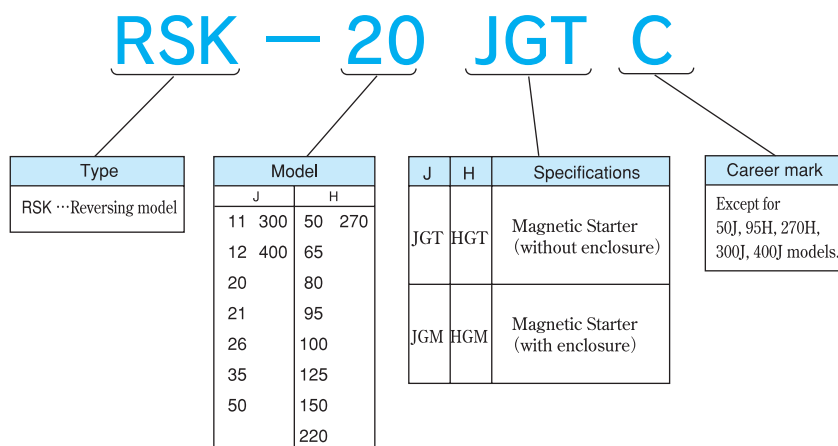 RSK — 20 JGT C
Type
RSK ⋯Reversing model
Model
J H
11 300 50 270
12 400 65
20 80
21 95
26 100
35 125
50 150
220
J H Specifications
JGT HGT Magnetic Starter
(without enclosure)
JGM HGM Magnetic Starter
(with enclosure)
Career mark
Except for
50J, 95H, 270H,
300J, 400J models.